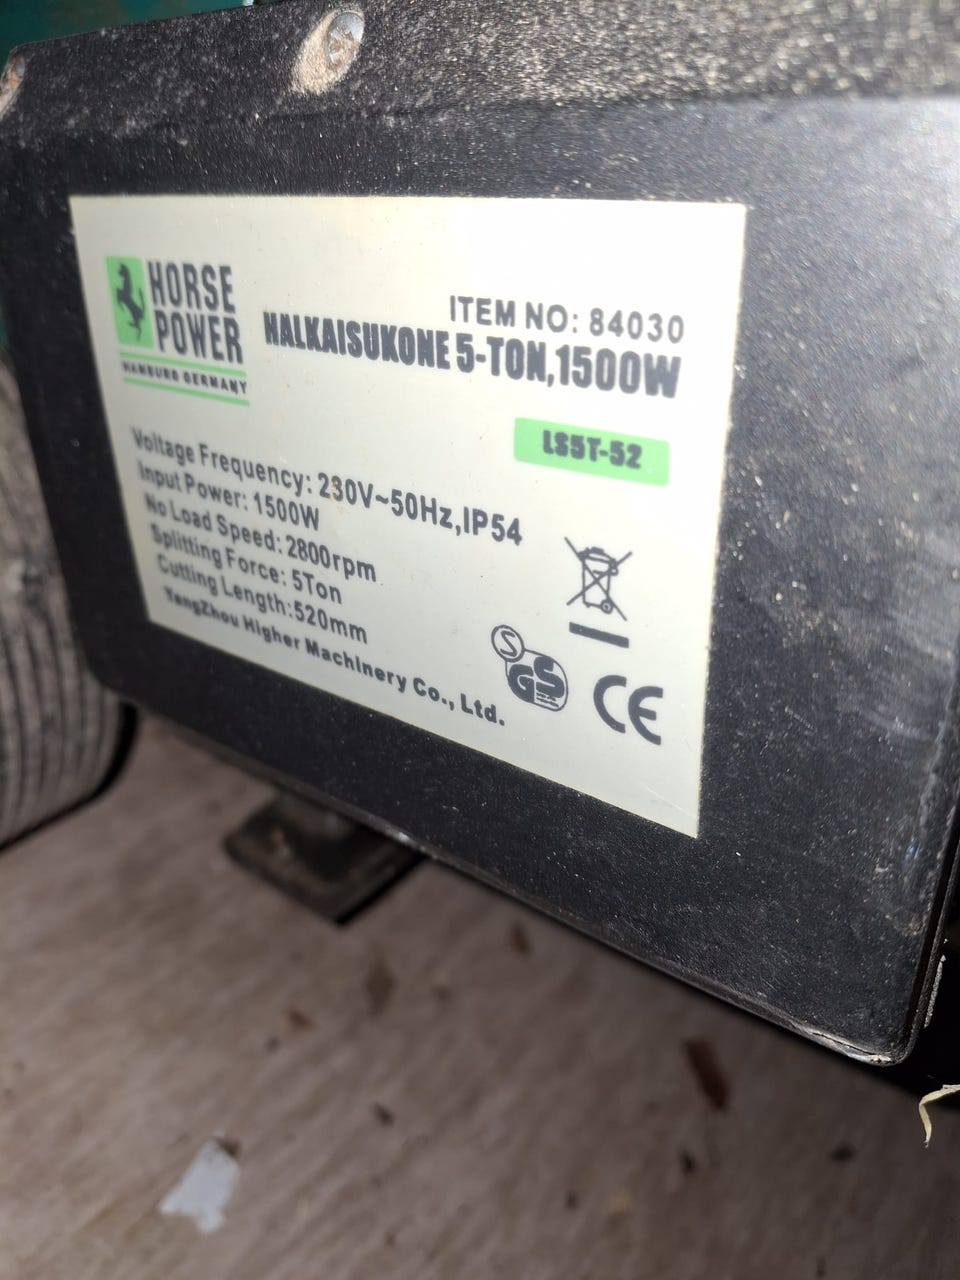 HORSE
POWER
HAMBURG GERMANY
ITEM NO: 84030
HALKAISUKONE 5-TON,1500W
LS5T-52
Voltage Frequency: 230V~50Hz,IP54
Input Power: 1500W
No Load Speed: 2800rpm
Splitting Force: 5Ton
Cutting Length:520mm
YangZhou Higher Machinery Co., Ltd.
S
GS
CE